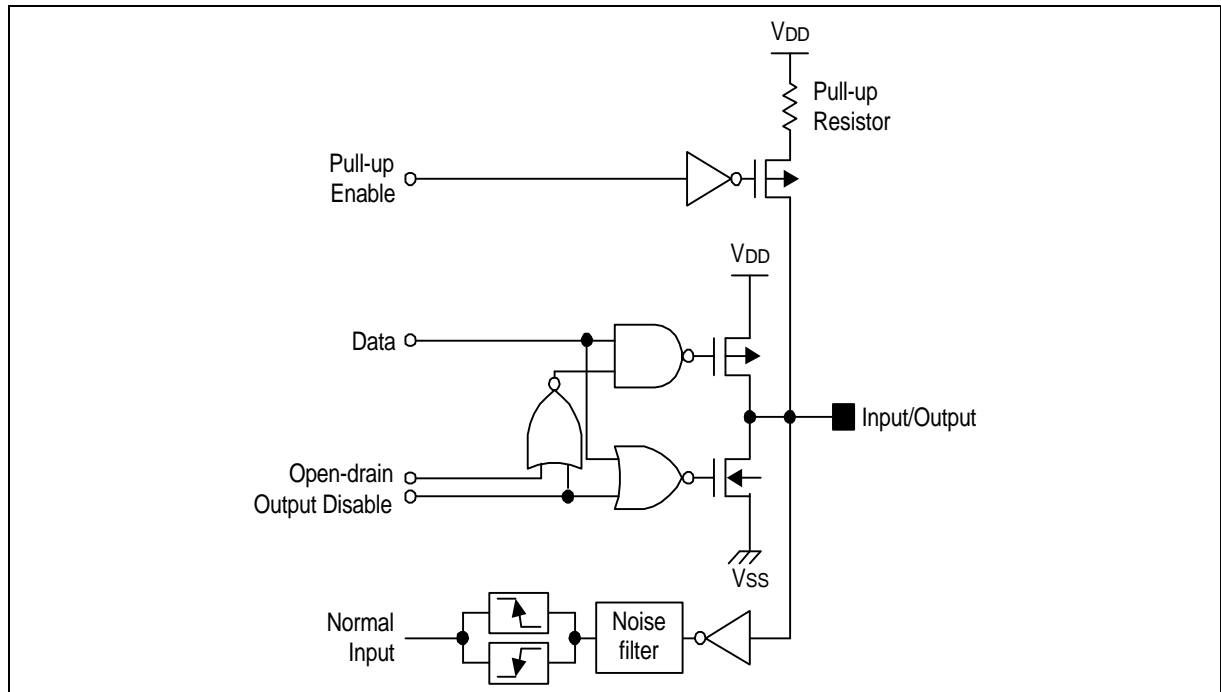 VDD
Pull-up
Resistor
Pull-up
Enable
VDD
Data
Input/Output
Open-drain
Output Disable
VSS
Normal
Input
Noise
filter